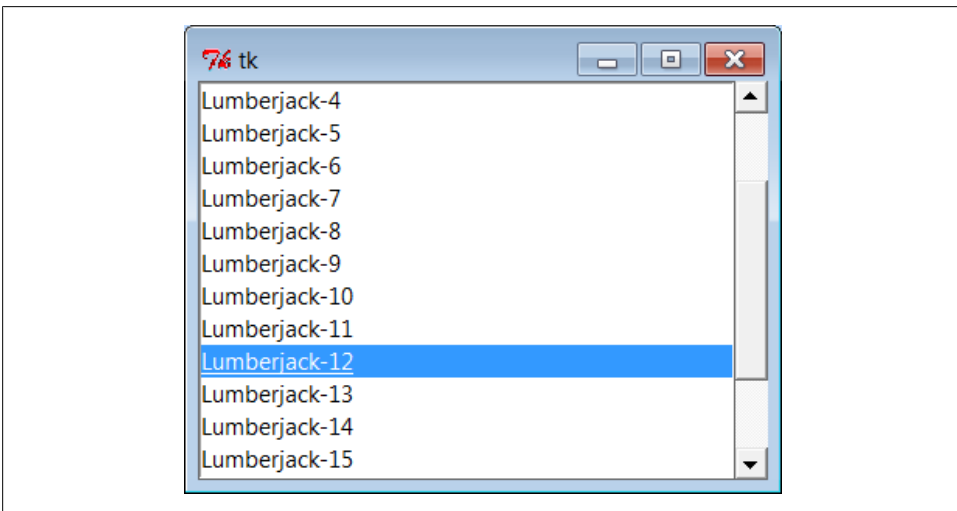 tk
Lumberjack-4
Lumberjack-5
Lumberjack-6
Lumberjack-7
Lumberjack-8
Lumberjack-9
Lumberjack-10
Lumberjack-11
Lumberjack-12
Lumberjack-13
Lumberjack-14
Lumberjack-15